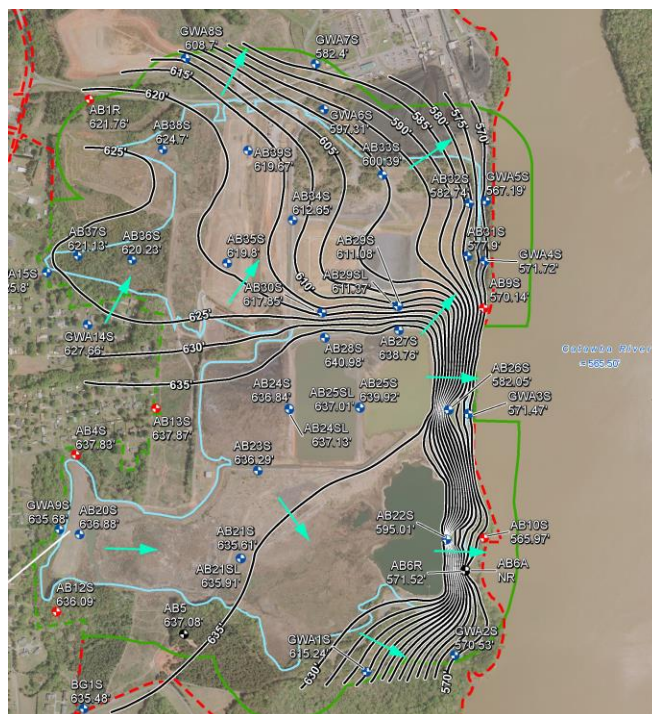 GWA8S
608.7'
GWA7S
582.4'
615'
620'
AB1R
621.76'
AB38S
624.7'
GWA6S
597.31'
590'
585'
580'
575'
570'
605'
AB39S
619.67'
AB33S
600.39'
625'
AB32S
582.74'
GWA5S
567.19'
AB34S
612.65'
AB37S
621.13'
AB36S
620.23'
AB35S
619.8'
AB29S
611.08'
AB31S
577.9'
GWA4S
571.72'
A15S
25.8'
AB29SL
611.37'
AB30S
617.85'
610'
AB9S
570.14'
625'
GWA14S
627.66'
630'
AB28S
640.98'
AB27S
638.76'
Catawba River
≈ 565.50'
635'
AB26S
582.05'
AB24S
636.84'
AB25SL
637.01'
AB25S
639.92'
GWA3S
571.47'
AB13S
637.87'
AB4S
637.83'
AB24SL
637.13'
AB23S
636.29'
GWA9S
635.68'
AB20S
636.88'
AB22S
595.01'
AB10S
565.97'
AB21S
635.61'
AB21SL
635.91'
AB6R
571.52'
AB6A
NR
AB12S
636.09'
AB5
637.08'
635'
GWA1S
615.24'
GWA2S
570.53'
630'
570'
BG1S
635.48'